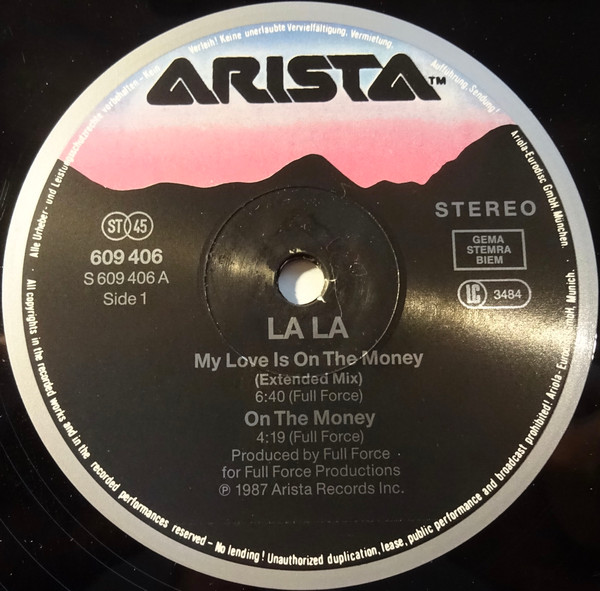 Alle Urheber- und Leistungsschutzrechte vorbehalten - Kein Verleih! Keine unerlaubte Vervielfältigung, Vermietung, Aufführung, Sendung!
ARISTA™
ST 45
609 406
S 609 406 A
Side 1
STEREO
GEMA
STEMRA
BIEM
LC 3484
LA LA
My Love Is On The Money
(Extended Mix)
6:40 (Full Force)
On The Money
4:19 (Full Force)
Produced by Full Force
for Full Force Productions
℗ 1987 Arista Records Inc.
Ariola-Eurodisc GmbH, München.
All copyrights in the recorded works and in the recorded performances reserved - No lending! Unauthorized duplication, lease, public performance and broadcast prohibited! Ariola-Eurodisc GmbH, Munich.